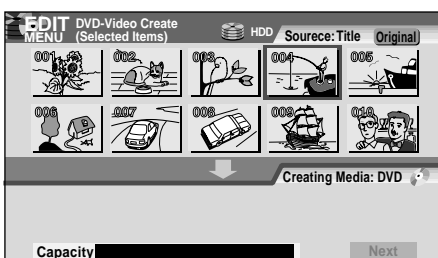 EDIT DVD-Video Create
MENU (Selected Items)
HDD Sourece: Title Original
001 002 003 004 005
006 007 008 009 010
Creating Media: DVD
Capacity Next